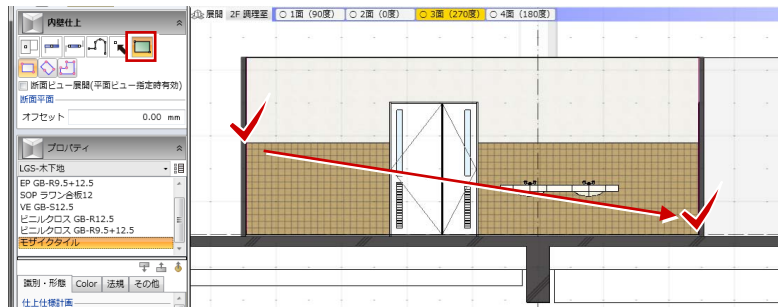 内壁仕上
断面ビュー展開(平面ビュー指定時有効)
断面平面
オフセット 0.00 mm
プロパティ
LGS-木下地
EP GB-R9.5+12.5
SOP ラワン合板12
VE GB-S12.5
ビニルクロス GB-R12.5
ビニルクロス GB-R9.5+12.5
モザイクタイル
識別・形態 Color 法規 その他
仕上仕様計画
展開 2F 調理室 1面 (90度) 2面 (0度) 3面 (270度) 4面 (180度)